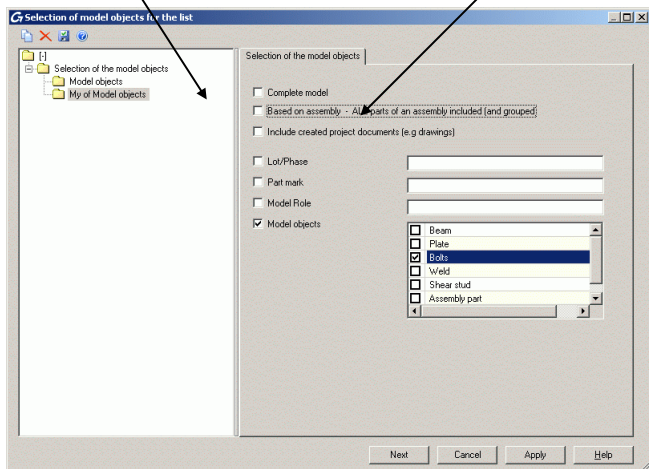 Selection of model objects for the list
[-]
Selection of the model objects
Model objects
My of Model objects
Selection of the model objects
Complete model
Based on assembly - All parts of an assembly included (and grouped)
Include created project documents (e.g drawings)
Lot/Phase
Part mark
Model Role
Model objects
Beam
Plate
Bolts
Weld
Shear stud
Assembly part
Next Cancel Apply Help